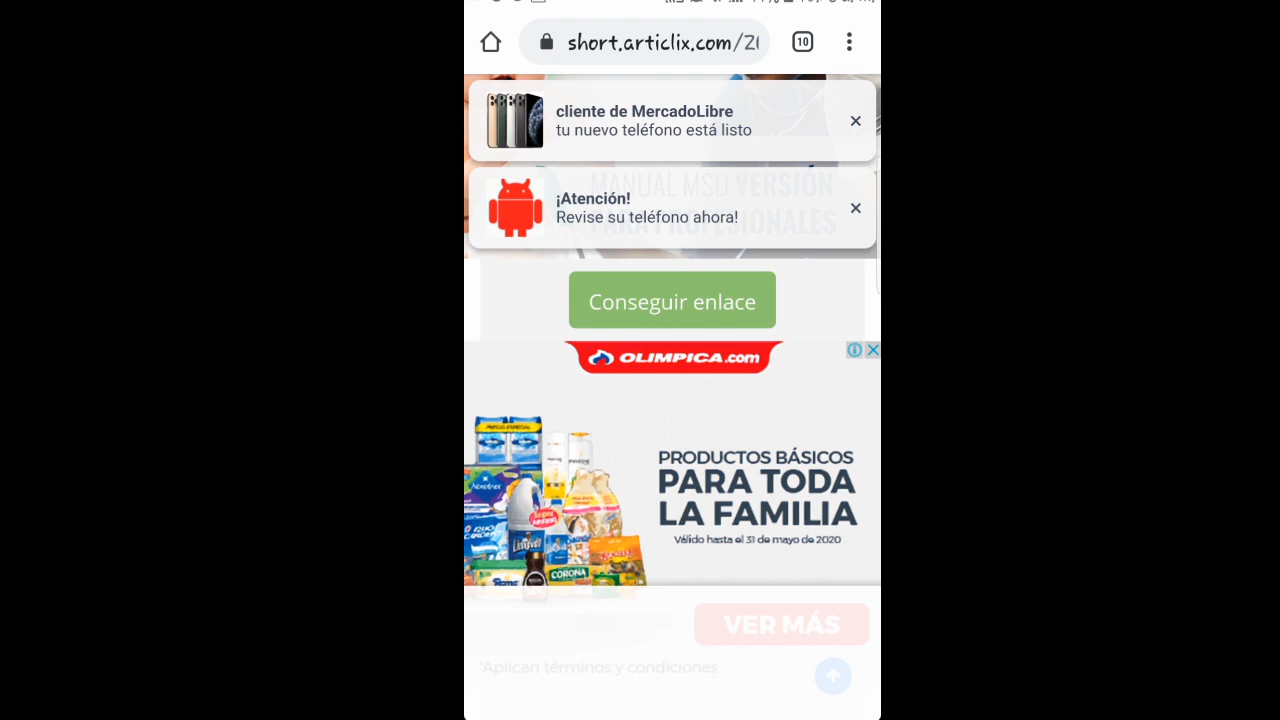 short.articlix.com/20
10
cliente de MercadoLibre
tu nuevo teléfono está listo
MANUAL MSD VERSIÓN
PARA PROFESIONALES
¡Atención!
Revise su teléfono ahora!
Conseguir enlace
OLIMPICA.com
PRODUCTOS BÁSICOS
PARA TODA
LA FAMILIA
Válido hasta el 31 de mayo de 2020
CORONA
VER MÁS
*Aplican términos y condiciones